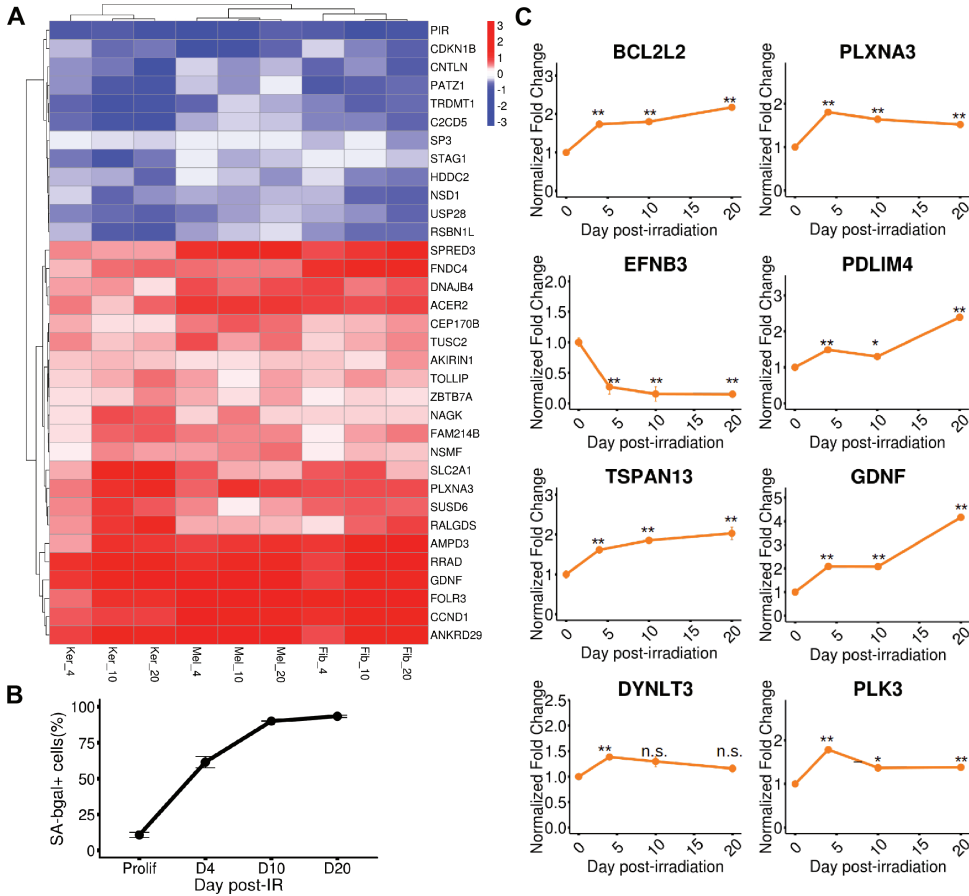 A
PIR
CDKN1B
CNTLN
PATZ1
TRDMT1
C2CD5
SP3
STAG1
HDDC2
NSD1
USP28
RSBN1L
SPRED3
FNDC4
DNAJB4
ACER2
CEP170B
TUSC2
AKIRIN1
TOLLIP
ZBTB7A
NAGK
FAM214B
NSMF
SLC2A1
PLXNA3
SUSD6
RALGDS
AMPD3
RRAD
GDNF
FOLR3
CCND1
ANKRD29
3
2
1
0
-1
-2
-3
Ker_4
Ker_10
Ker_20
Mel_4
Mel_10
Mel_20
Fib_4
Fib_10
Fib_20
B
SA-bgal+ cells(%)
100
75
50
25
0
Prolif
D4
D10
D20
Day post-IR
C
BCL2L2
Normalized Fold Change
0
1
2
** ** **
0 5 10 15 20
Day post-irradiation
PLXNA3
Normalized Fold Change
0
1
2
** ** **
0 5 10 15 20
Day post-irradiation
EFNB3
Normalized Fold Change
0.0
0.5
1.0
** ** **
0 5 10 15 20
Day post-irradiation
PDLIM4
Normalized Fold Change
0
1
2
** * **
0 5 10 15 20
Day post-irradiation
TSPAN13
Normalized Fold Change
0
1
2
** ** **
0 5 10 15 20
Day post-irradiation
GDNF
Normalized Fold Change
0
1
2
3
4
5
** ** **
0 5 10 15 20
Day post-irradiation
DYNLT3
Normalized Fold Change
0.0
0.5
1.0
1.5
2.0
2.5
** n.s. n.s.
0 5 10 15 20
Day post-irradiation
PLK3
Normalized Fold Change
0
1
2
** * **
0 5 10 15 20
Day post-irradiation